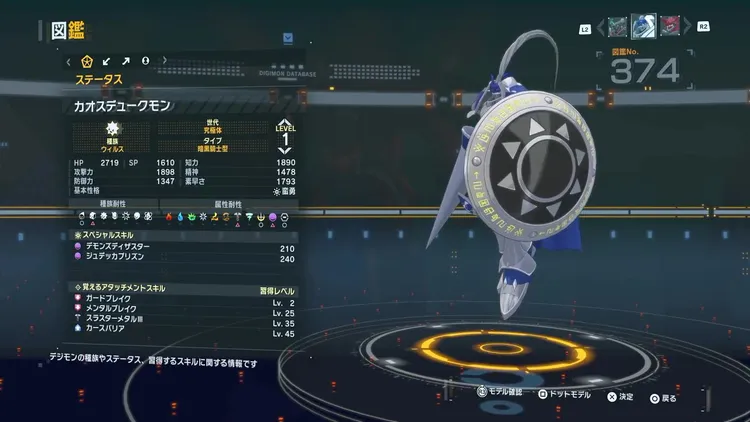 図鑑
L2
R2
図鑑No.
374
DIGIMON DATABASE
ステータス
カオスデュークモン
種族
ウイルス
世代
究極体
タイプ
暗黒騎士型
LEVEL
1
HP 2719 SP 1610 知力 1890
攻撃力 1898 精神 1478
防御力 1347 素早さ 1793
基本性格 蛮勇
種族耐性 属性耐性
スペシャルスキル
デモンズディザスター 210
ジュデッカプリズン 240
覚えるアタッチメントスキル 習得レベル
ガードブレイク Lv. 2
メンタルブレイク Lv. 25
スラスターメタルIII Lv. 35
カースバリア Lv. 45
デジモンの種族やステータス、習得するスキルに関する情報です
モデル確認 ドットモデル 決定 戻る